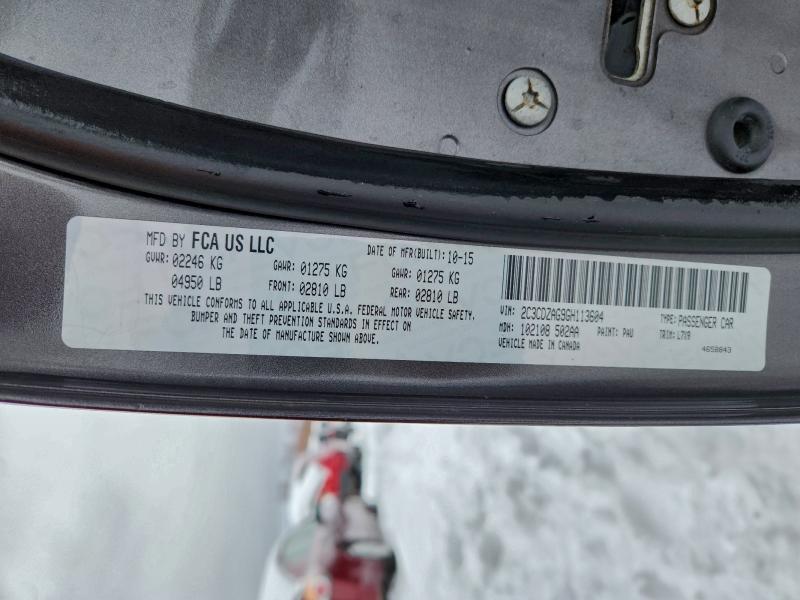 MFD BY FCA US LLC
DATE OF MFR(BUILT): 10-15
GVWR: 02246 KG
GAWR: 01275 KG
GAWR: 01275 KG
04950 LB
FRONT: 02810 LB
REAR: 02810 LB
THIS VEHICLE CONFORMS TO ALL APPLICABLE U.S.A. FEDERAL MOTOR VEHICLE SAFETY,
BUMPER AND THEFT PREVENTION STANDARDS IN EFFECT ON
THE DATE OF MANUFACTURE SHOWN ABOVE.
VIN: 2C3CDZAG9GH113604
TYPE: PASSENGER CAR
MDH: 102108 502AA
PAINT: PAU
TRIM: L7X9
MADE IN CANADA
4658843